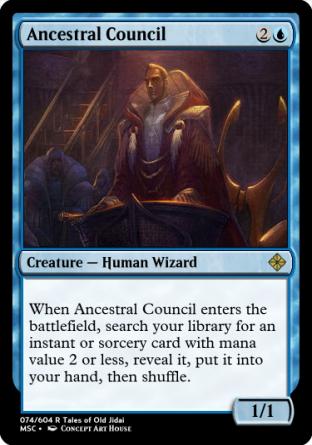 Ancestral Council 2
Creature — Human Wizard
When Ancestral Council enters the
battlefield, search your library for an
instant or sorcery card with mana
value 2 or less, reveal it, put it into
your hand, then shuffle.
1/1
074/604 R Tales of Old Jidai
MSC • Concept Art House